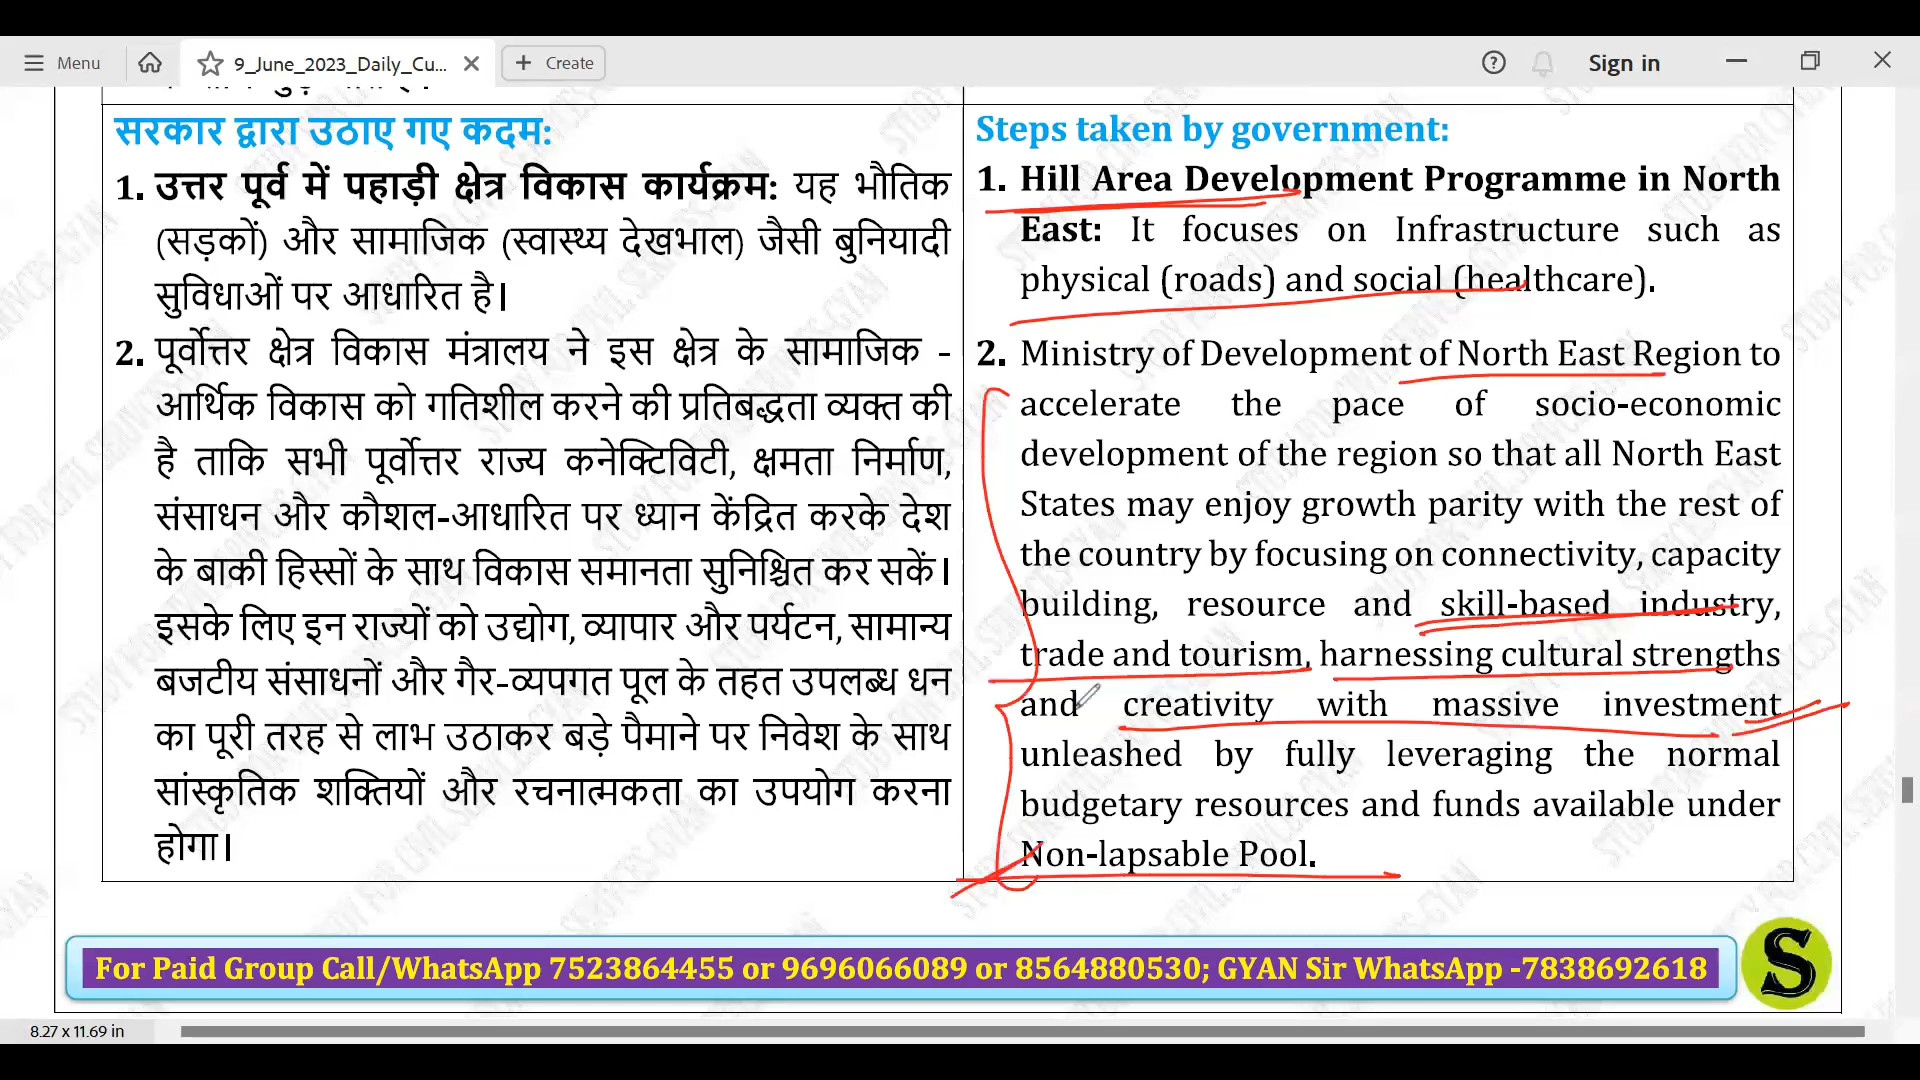 Menu
9_June_2023_Daily_Cu...
Create
Sign in
सरकार द्वारा उठाए गए कदम:
1. उत्तर पूर्व में पहाड़ी क्षेत्र विकास कार्यक्रम: यह भौतिक
(सड़कों) और सामाजिक (स्वास्थ्य देखभाल) जैसी बुनियादी
सुविधाओं पर आधारित है।
2. पूर्वोत्तर क्षेत्र विकास मंत्रालय ने इस क्षेत्र के सामाजिक -
आर्थिक विकास को गतिशील करने की प्रतिबद्धता व्यक्त की
है ताकि सभी पूर्वोत्तर राज्य कनेक्टिविटी, क्षमता निर्माण,
संसाधन और कौशल-आधारित पर ध्यान केंद्रित करके देश
के बाकी हिस्सों के साथ विकास समानता सुनिश्चित कर सकें।
इसके लिए इन राज्यों को उद्योग, व्यापार और पर्यटन, सामान्य
बजटीय संसाधनों और गैर-व्यपगत पूल के तहत उपलब्ध धन
का पूरी तरह से लाभ उठाकर बड़े पैमाने पर निवेश के साथ
सांस्कृतिक शक्तियों और रचनात्मकता का उपयोग करना
होगा।
Steps taken by government:
1. Hill Area Development Programme in North
East: It focuses on Infrastructure such as
physical (roads) and social (healthcare).
2. Ministry of Development of North East Region to
accelerate the pace of socio-economic
development of the region so that all North East
States may enjoy growth parity with the rest of
the country by focusing on connectivity, capacity
building, resource and skill-based industry,
trade and tourism, harnessing cultural strengths
and creativity with massive investment
unleashed by fully leveraging the normal
budgetary resources and funds available under
Non-lapsable Pool.
For Paid Group Call/WhatsApp 7523864455 or 9696066089 or 8564880530; GYAN Sir WhatsApp -7838692618
S
8.27 x 11.69 in